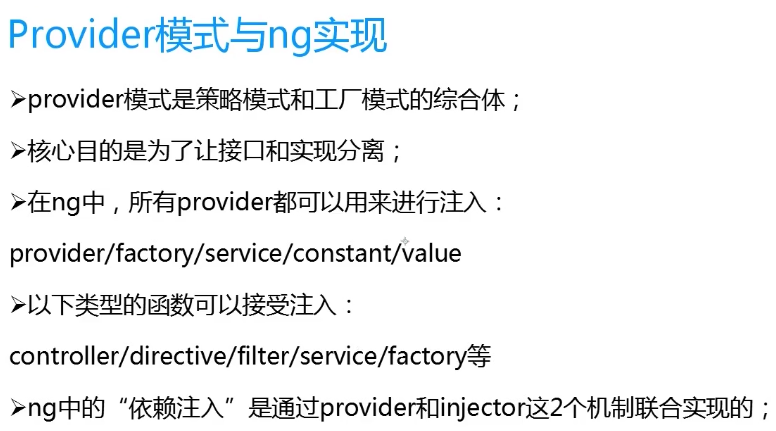 Provider模式与ng实现
➢provider模式是策略模式和工厂模式的综合体；
➢核心目的是为了让接口和实现分离；
➢在ng中，所有provider都可以用来进行注入：
provider/factory/service/constant/value
➢以下类型的函数可以接受注入：
controller/directive/filter/service/factory等
➢ng中的“依赖注入”是通过provider和injector这2个机制联合实现的；